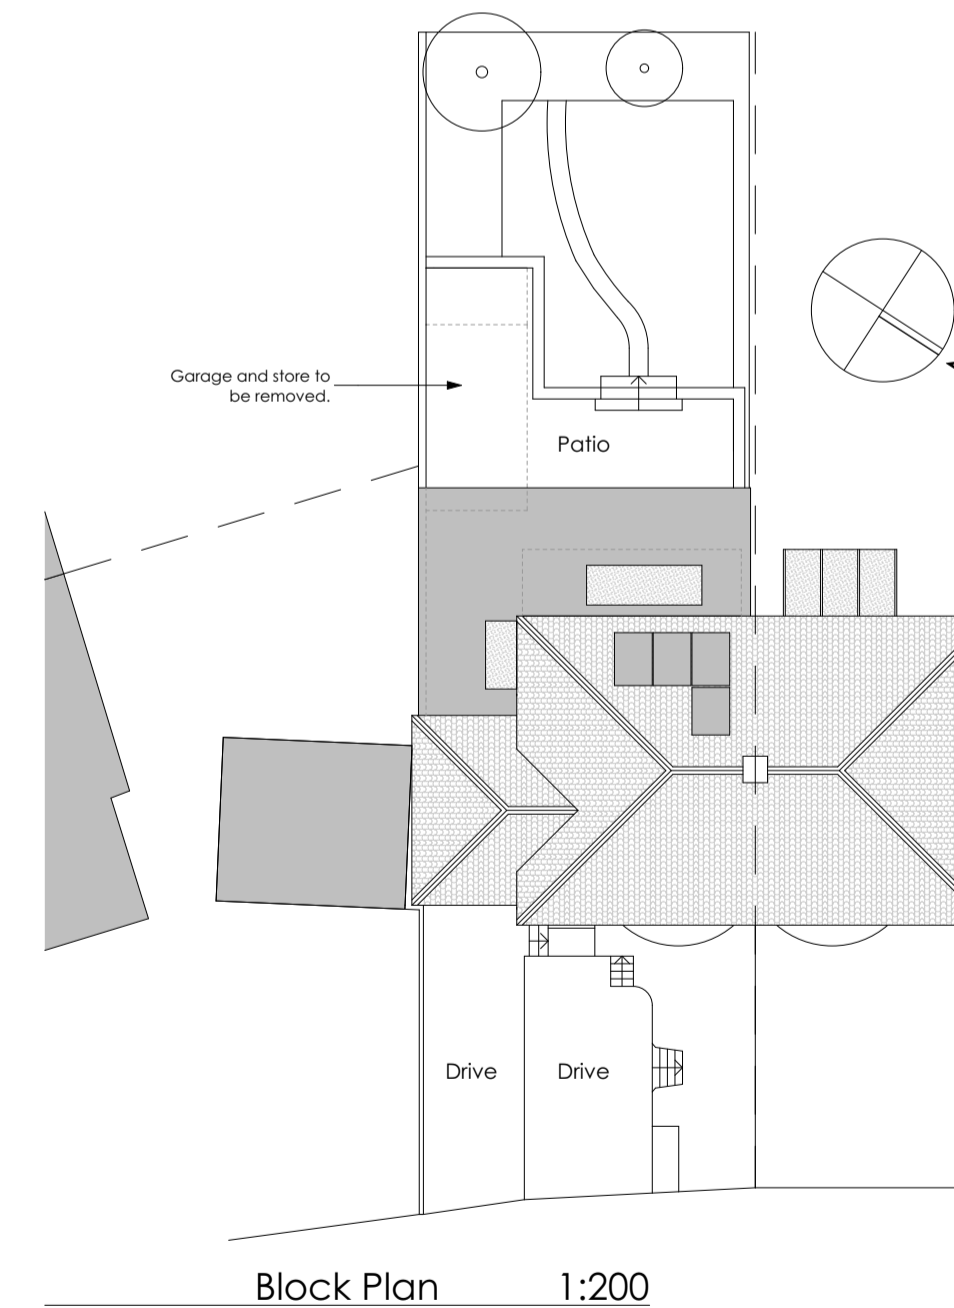 Garage and store to
be removed.
Patio
Drive
Drive
Block Plan 1:200